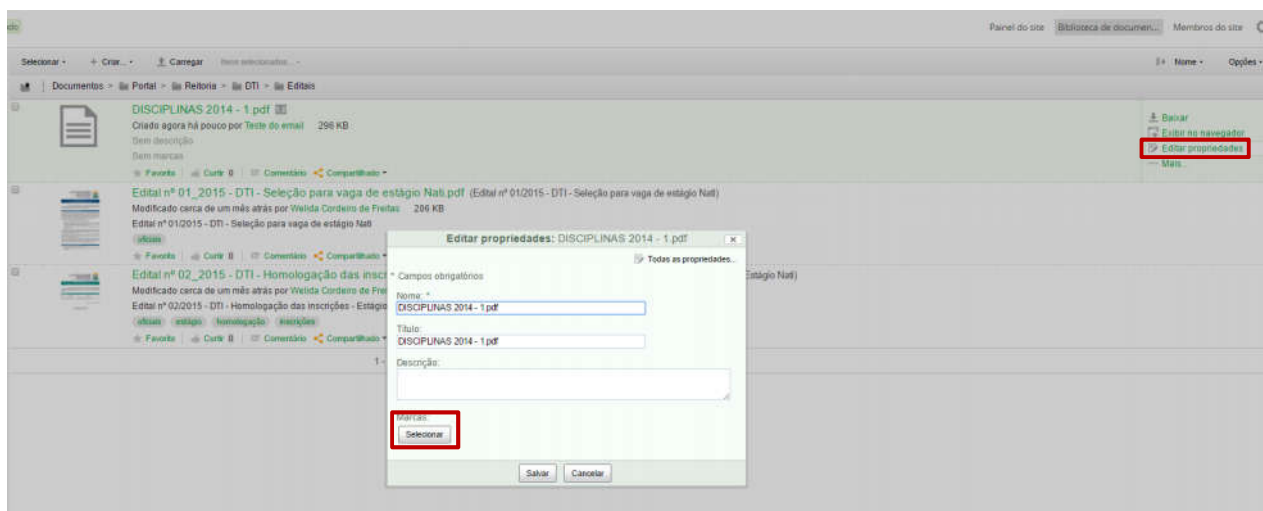 do
Painel do site Biblioteca de documen... Membros do site
Selecionar + Criar... Carregar Itens selecionados... Nome Opções
Documentos > Portal > Reitoria > DTI > Editais
DISCIPLINAS 2014 - 1.pdf
Criado agora há pouco por Teste do email 296 KB
Sem descrição
Sem marcas
Favorito Curtir 0 Comentário Compartilhado
Baixar
Exibir no navegador
Editar propriedades
Mais...
Edital nº 01_2015 - DTI - Seleção para vaga de estágio Nati.pdf (Edital nº 01/2015 - DTI - Seleção para vaga de estágio Nati)
Modificado cerca de um mês atrás por Welida Cordeiro de Freitas 206 KB
Edital nº 01/2015 - DTI - Seleção para vaga de estágio Nati
oficiais
Favorito Curtir 0 Comentário Compartilhado
Edital nº 02_2015 - DTI - Homologação das inscr Estágio Nati)
Modificado cerca de um mês atrás por Welida Cordeiro de Frei
Edital nº 02/2015 - DTI - Homologação das inscrições - Estágio
oficiais estágio homologação inscrições
Favorito Curtir 0 Comentário Compartilhado
1 -
Editar propriedades: DISCIPLINAS 2014 - 1.pdf
Todas as propriedades...
* Campos obrigatórios
Nome: *
DISCIPLINAS 2014 - 1.pdf
Título:
DISCIPLINAS 2014 - 1.pdf
Descrição:
Marcas:
Selecionar
Salvar Cancelar